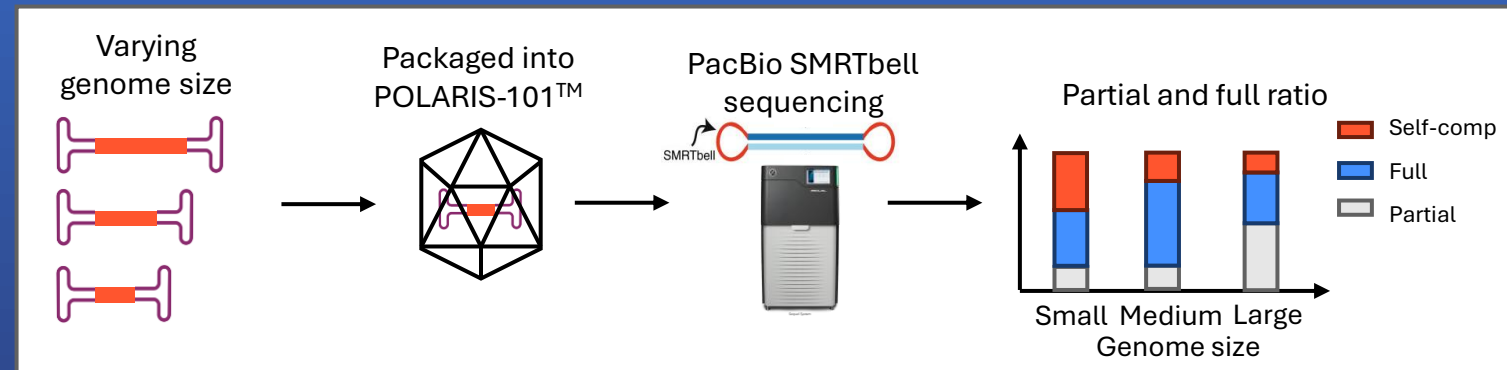 Varying
genome size
Packaged into
POLARIS-101™
PacBio SMRTbell
sequencing
SMRTbell
Partial and full ratio
Self-comp
Full
Partial
Small Medium Large
Genome size